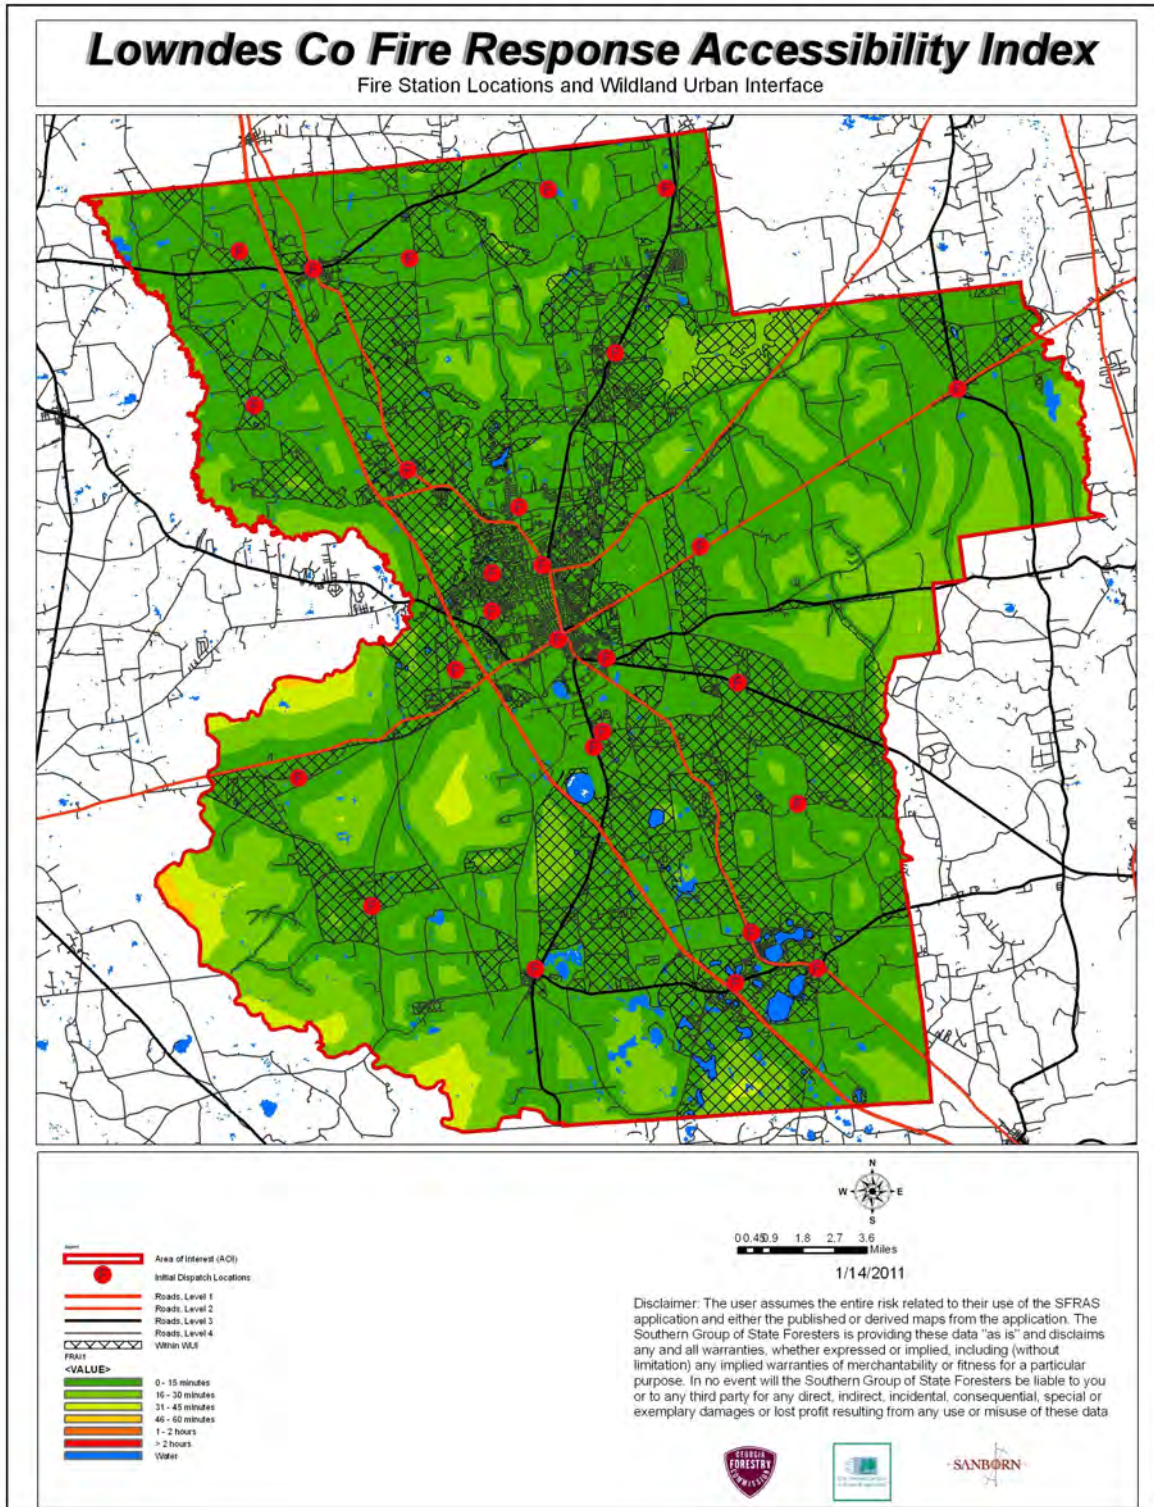 Lowndes Co Fire Response Accessibility Index
Fire Station Locations and Wildland Urban Interface
N
W E
S
0 0.45 0.9 1.8 2.7 3.6
Miles
1/14/2011
Area of Interest (AOI)
Initial Dispatch Locations
Roads, Level 1
Roads, Level 2
Roads, Level 3
Roads, Level 4
Within WUI
FRAI1
<VALUE>
0 - 15 minutes
16 - 30 minutes
31 - 45 minutes
46 - 60 minutes
1 - 2 hours
> 2 hours
Water
Disclaimer: The user assumes the entire risk related to their use of the SFRAS
application and either the published or derived maps from the application. The
Southern Group of State Foresters is providing these data "as is" and disclaims
any and all warranties, whether expressed or implied, including (without
limitation) any implied warranties of merchantability or fitness for a particular
purpose. In no event will the Southern Group of State Foresters be liable to you
or to any third party for any direct, indirect, incidental, consequential, special or
exemplary damages or lost profit resulting from any use or misuse of these data
GEORGIA
FORESTRY
COMMISSION
SANBORN